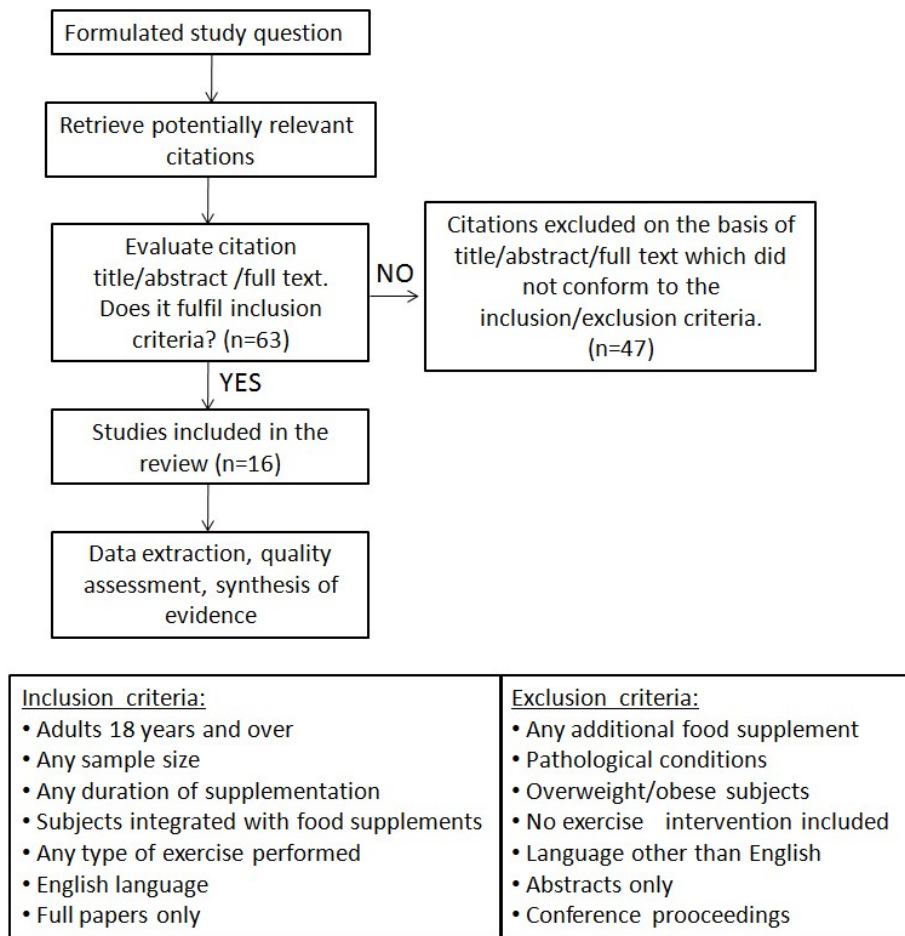 Formulated study question
Retrieve potentially relevant
citations
Evaluate citation
title/abstract /full text.
Does it fulfil inclusion
criteria? (n=63)
NO
Citations excluded on the basis of
title/abstract/full text which did
not conform to the
inclusion/exclusion criteria.
(n=47)
YES
Studies included in the
review (n=16)
Data extraction, quality
assessment, synthesis of
evidence
Inclusion criteria:
• Adults 18 years and over
• Any sample size
• Any duration of supplementation
• Subjects integrated with food supplements
• Any type of exercise performed
• English language
• Full papers only
Exclusion criteria:
• Any additional food supplement
• Pathological conditions
• Overweight/obese subjects
• No exercise intervention included
• Language other than English
• Abstracts only
• Conference prooceedings